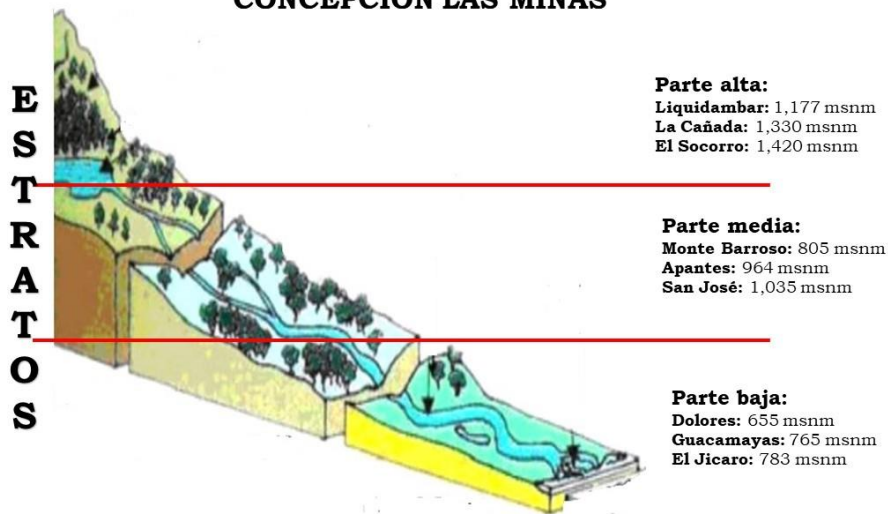 CONCEPCIÓN LAS MINAS
ESTRATOS
Parte alta:
Liquidambar: 1,177 msnm
La Cañada: 1,330 msnm
El Socorro: 1,420 msnm
Parte media:
Monte Barroso: 805 msnm
Apantes: 964 msnm
San José: 1,035 msnm
Parte baja:
Dolores: 655 msnm
Guacamayas: 765 msnm
El Jicaro: 783 msnm